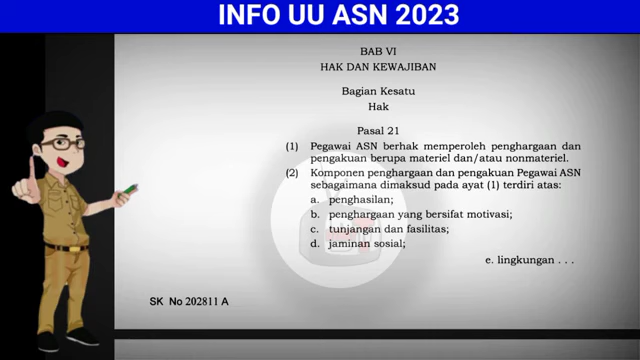 INFO UU ASN 2023
BAB VI
HAK DAN KEWAJIBAN
Bagian Kesatu
Hak
Pasal 21
(1) Pegawai ASN berhak memperoleh penghargaan dan
pengakuan berupa materiel dan/atau nonmateriel.
(2) Komponen penghargaan dan pengakuan Pegawai ASN
sebagaimana dimaksud pada ayat (1) terdiri atas:
a. penghasilan;
b. penghargaan yang bersifat motivasi;
c. tunjangan dan fasilitas;
d. jaminan sosial;
e. lingkungan . . .
SK No 202811 A